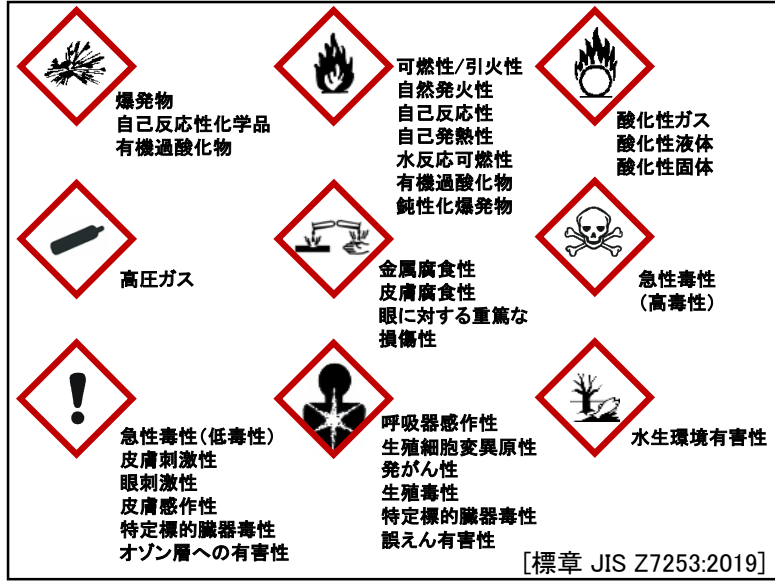 爆発物
自己反応性化学品
有機過酸化物
可燃性/引火性
自然発火性
自己反応性
自己発熱性
水反応可燃性
有機過酸化物
鈍性化爆発物
酸化性ガス
酸化性液体
酸化性固体
高圧ガス
金属腐食性
皮膚腐食性
眼に対する重篤な
損傷性
急性毒性
(高毒性)
急性毒性(低毒性)
皮膚刺激性
眼刺激性
皮膚感作性
特定標的臓器毒性
オゾン層への有害性
呼吸器感作性
生殖細胞変異原性
発がん性
生殖毒性
特定標的臓器毒性
誤えん有害性
水生環境有害性
[標章 JIS Z7253:2019]